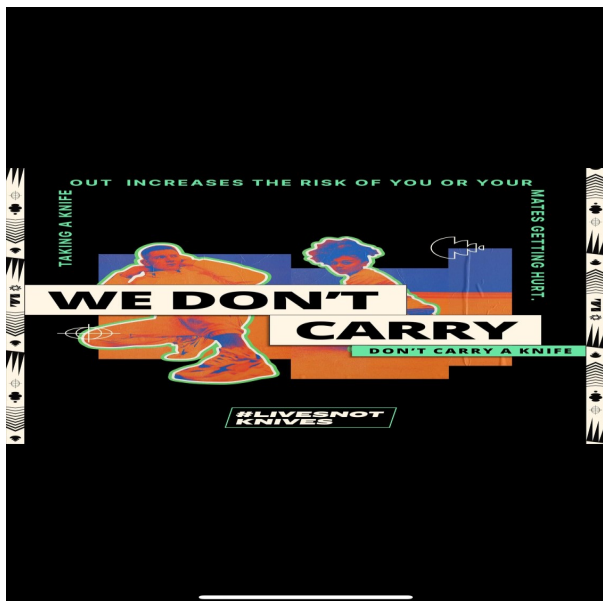 TAKING A KNIFE
OUT INCREASES THE RISK OF YOU OR YOUR
MATES GETTING HURT.
WE DON'T
CARRY
DON'T CARRY A KNIFE
#LIVESNOT
KNIVES